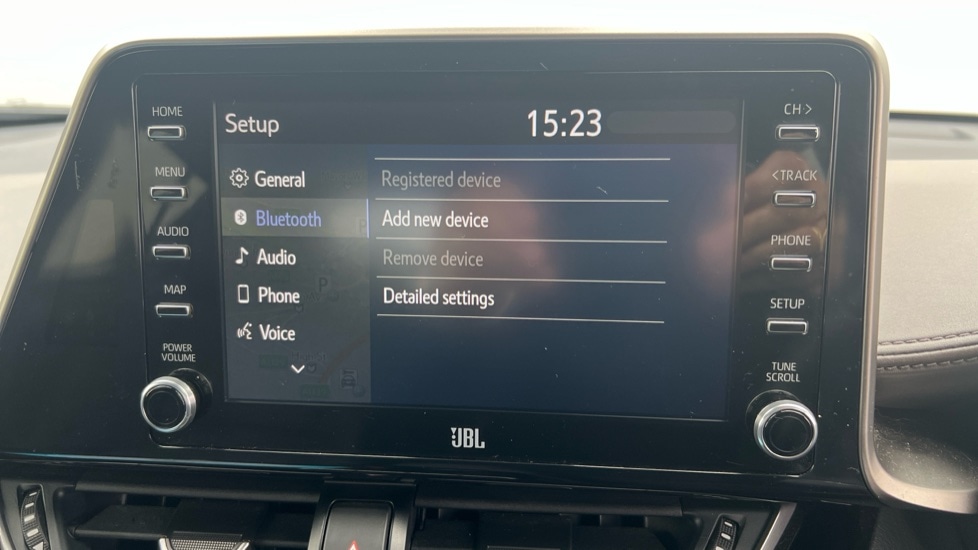 HOME
MENU
AUDIO
MAP
POWER
VOLUME
Setup
15:23
General
Bluetooth
Audio
Phone
Voice
Registered device
Add new device
Remove device
Detailed settings
CH >
< TRACK
PHONE
SETUP
TUNE
SCROLL
JBL